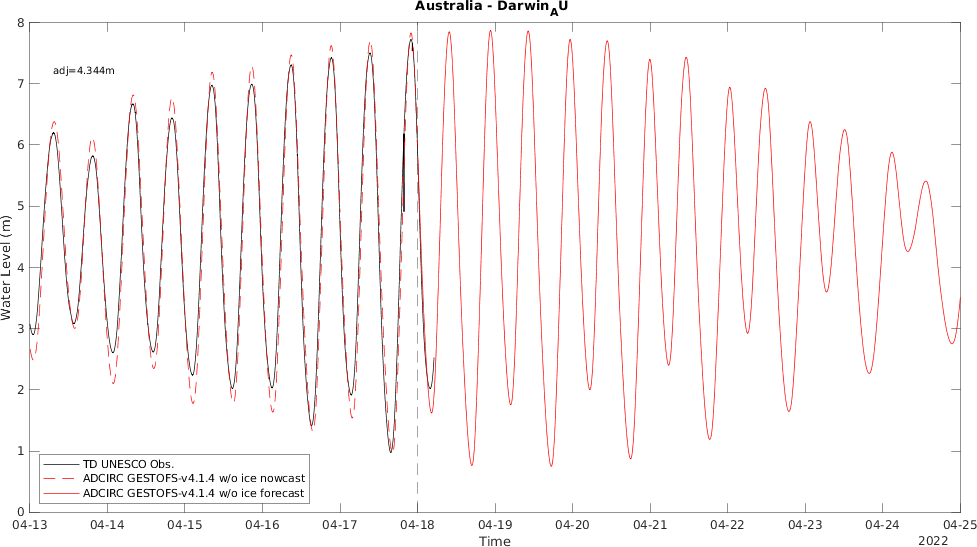 Australia - Darwin_AU
8
adj=4.344m
7
6
5
Water Level (m)
4
3
2
1
0
TD UNESCO Obs.
ADCIRC GESTOFS-v4.1.4 w/o ice nowcast
ADCIRC GESTOFS-v4.1.4 w/o ice forecast
04-13 04-14 04-15 04-16 04-17 04-18 04-19 04-20 04-21 04-22 04-23 04-24 04-25
Time
2022